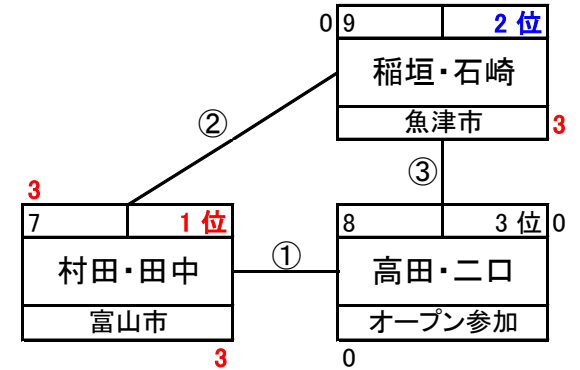 0 9 2位
稲垣・石崎
魚津市 3
②
③
3
7 1位
村田・田中
富山市
3
①
8 3位 0
高田・二口
オープン参加
0